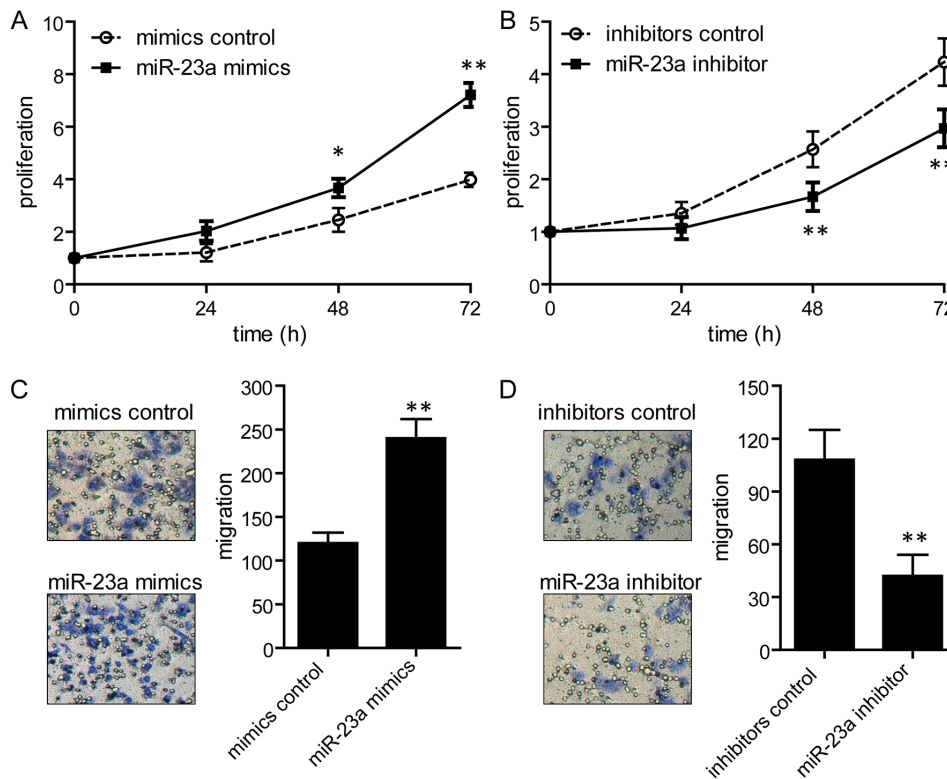 A
10
8
6
4
2
0
proliferation
mimics control
miR-23a mimics
*
**
0
24
48
72
time (h)
B
5
4
3
2
1
0
proliferation
inhibitors control
miR-23a inhibitor
**
**
0
24
48
72
time (h)
C
mimics control
miR-23a mimics
300
250
200
150
100
50
0
migration
**
mimics control
miR-23a mimics
D
inhibitors control
miR-23a inhibitor
150
120
90
60
30
0
migration
**
inhibitors control
miR-23a inhibitor